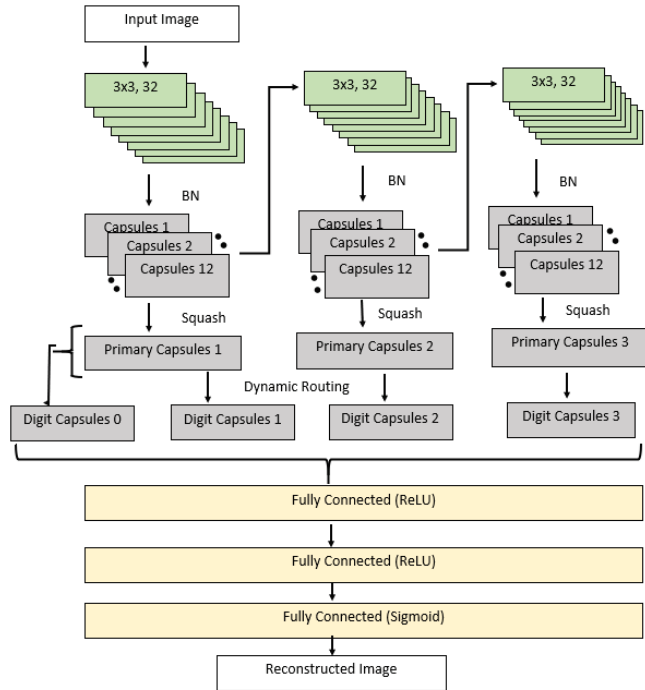 Input Image
3x3, 32
3x3, 32
3x3, 32
BN
BN
BN
Capsules 1
Capsules 2
Capsules 12
Capsules 1
Capsules 2
Capsules 12
Capsules 1
Capsules 2
Capsules 12
Squash
Squash
Squash
Primary Capsules 1
Primary Capsules 2
Primary Capsules 3
Dynamic Routing
Digit Capsules 0
Digit Capsules 1
Digit Capsules 2
Digit Capsules 3
Fully Connected (ReLU)
Fully Connected (ReLU)
Fully Connected (Sigmoid)
Reconstructed Image